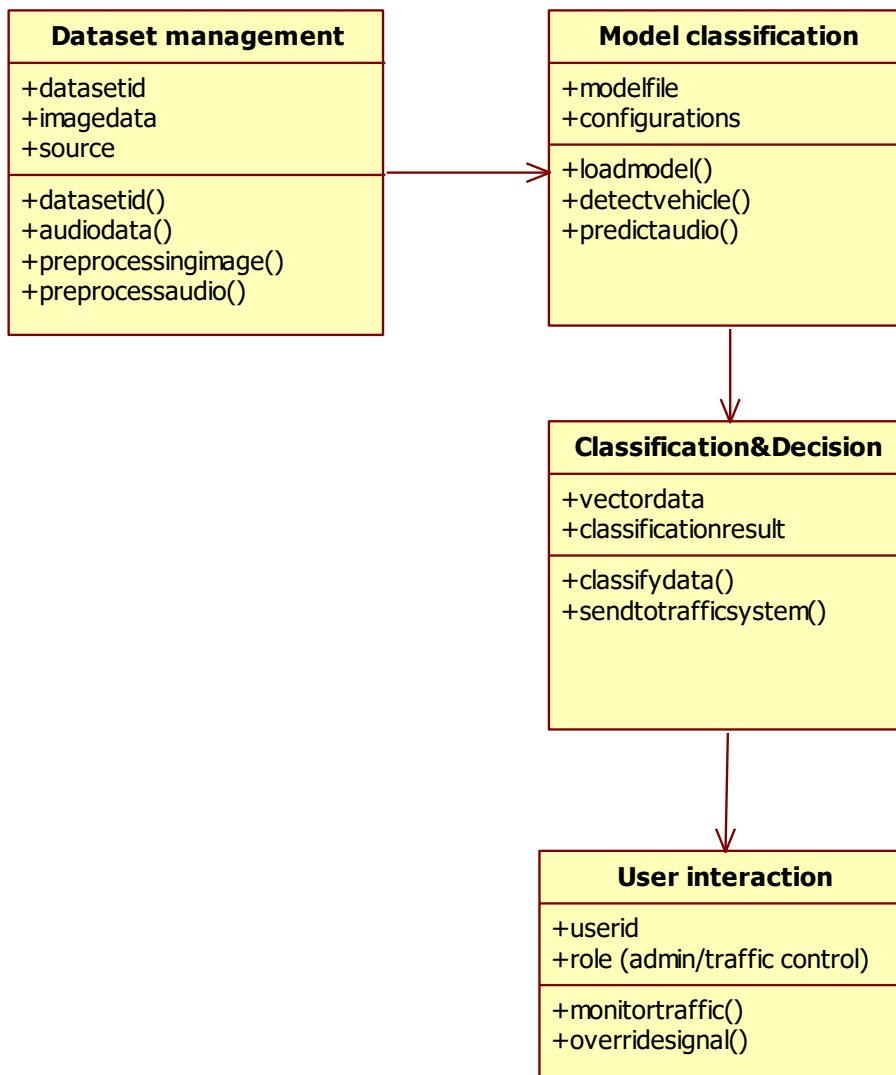 Dataset management
+datasetid
+imagedata
+source
+datasetid()
+audiodata()
+preprocessingimage()
+preprocessaudio()
Model classification
+modelfile
+configurations
+loadmodel()
+detectvehicle()
+predictaudio()
Classification&Decision
+vectordata
+classificationresult
+classifydata()
+sendtotrafficsystem()
User interaction
+userid
+role (admin/traffic control)
+monitortraffic()
+overridesignal()